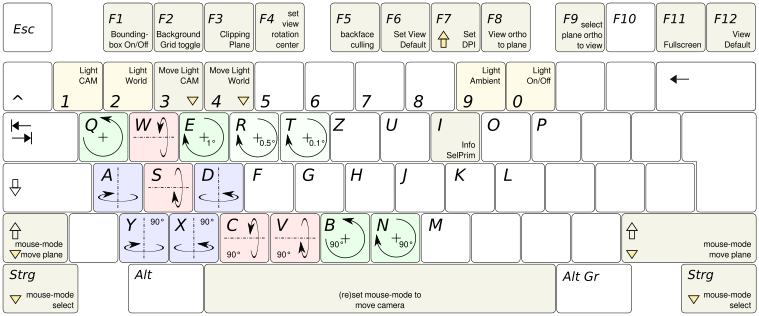 Esc
F1 Bounding-
box On/Off
F2 Background
Grid toggle
F3 Clipping
Plane
F4 set
view
rotation
center
F5 backface
culling
F6 Set View
Default
F7 Set
DPI
F8 View ortho
to plane
F9 select
plane ortho
to view
F10
F11 Fullscreen
F12 View
Default
^
Light
CAM
1
Light
World
2
Move Light
CAM
3
Move Light
World
4
5
6
7
8
Light
Ambient
9
Light
On/Off
0
Q
W
E 1°
R 0.5°
T 0.1°
Z
U
I Info
SelPrim
O
P
A
S
D
F
G
H
J
K
L
mouse-mode
move plane
Y 90°
X 90°
C 90°
V 90°
B 90°
N 90°
M
mouse-mode
move plane
Strg
mouse-mode
select
Alt
(re)set mouse-mode to
move camera
Alt Gr
Strg
mouse-mode
select